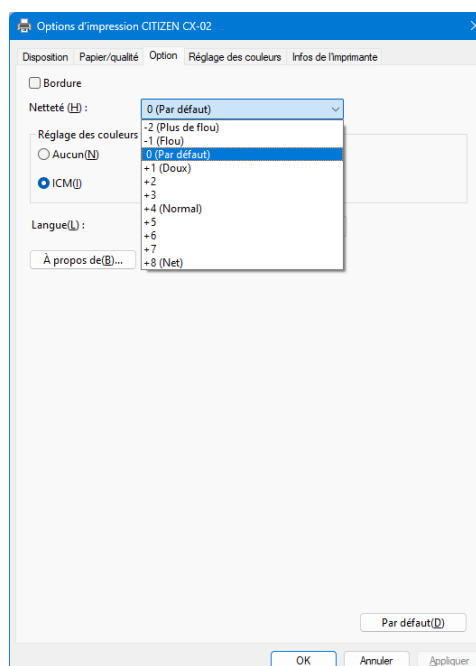 Options d'impression CITIZEN CX-02
Disposition Papier/qualité Option Réglage des couleurs Infos de l'imprimante
Bordure
Netteté (H) : 0 (Par défaut)
-2 (Plus de flou)
-1 (Flou)
0 (Par défaut)
+1 (Doux)
+2
+3
+4 (Normal)
+5
+6
+7
+8 (Net)
Réglage des couleurs
Aucun(N)
ICM(I)
Langue(L) :
À propos de(B)...
Par défaut(D)
OK Annuler Appliquer